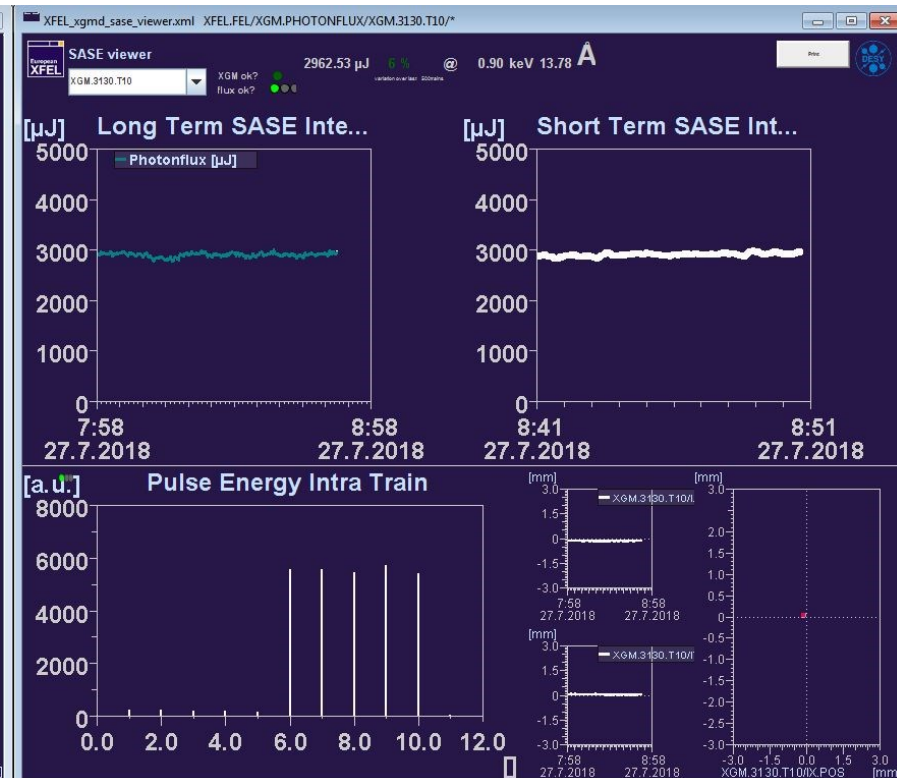 XFEL_xgmd_sase_viewer.xml XFEL.FEL/XGM.PHOTONFLUX/XGM.3130.T10/*
European
XFEL
SASE viewer
XGM.3130.T10
XGM ok?
flux ok?
2962.53 µJ 6 % @ 0.90 keV 13.78 Å
variation over last
Print
DESY
[µJ] Long Term SASE Inte...
5000
4000
3000
2000
1000
0
Photonflux [µJ]
7:58 8:58
27.7.2018 27.7.2018
[µJ] Short Term SASE Int...
5000
4000
3000
2000
1000
0
8:41 8:51
27.7.2018 27.7.2018
[a.u.] Pulse Energy Intra Train
8000
6000
4000
2000
0
0.0 2.0 4.0 6.0 8.0 10.0 12.0
[mm]
3.0
1.5
0
-1.5
-3.0
XGM.3130.T10/I.
7:58 8:58
27.7.2018 27.7.2018
[mm]
3.0
1.5
0
-1.5
-3.0
XGM.3130.T10/I
7:58 8:58
27.7.2018 27.7.2018
[mm]
3.0
2.0
1.5
1.0
0.5
0
-0.5
-1.0
-1.5
-2.0
-2.5
-3.0
-3.0 -1.5 0.0 1.5 3.0
XGM.3130.T10/IX.POS [mm]